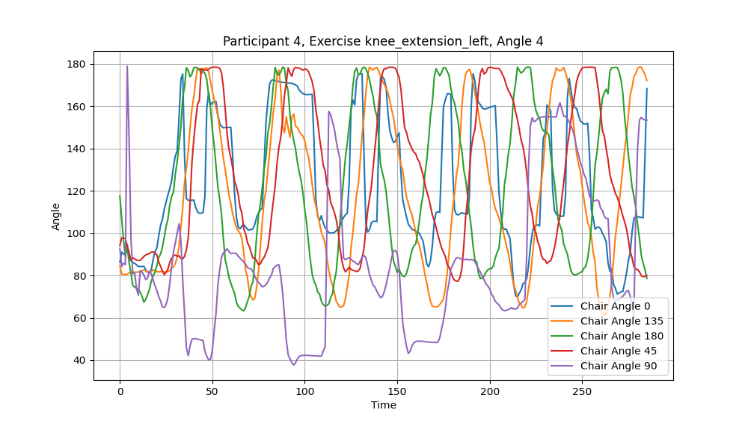 Participant 4, Exercise knee_extension_left, Angle 4
Angle
180
160
140
120
100
80
60
40
0
50
100
150
200
250
Time
Chair Angle 0
Chair Angle 135
Chair Angle 180
Chair Angle 45
Chair Angle 90